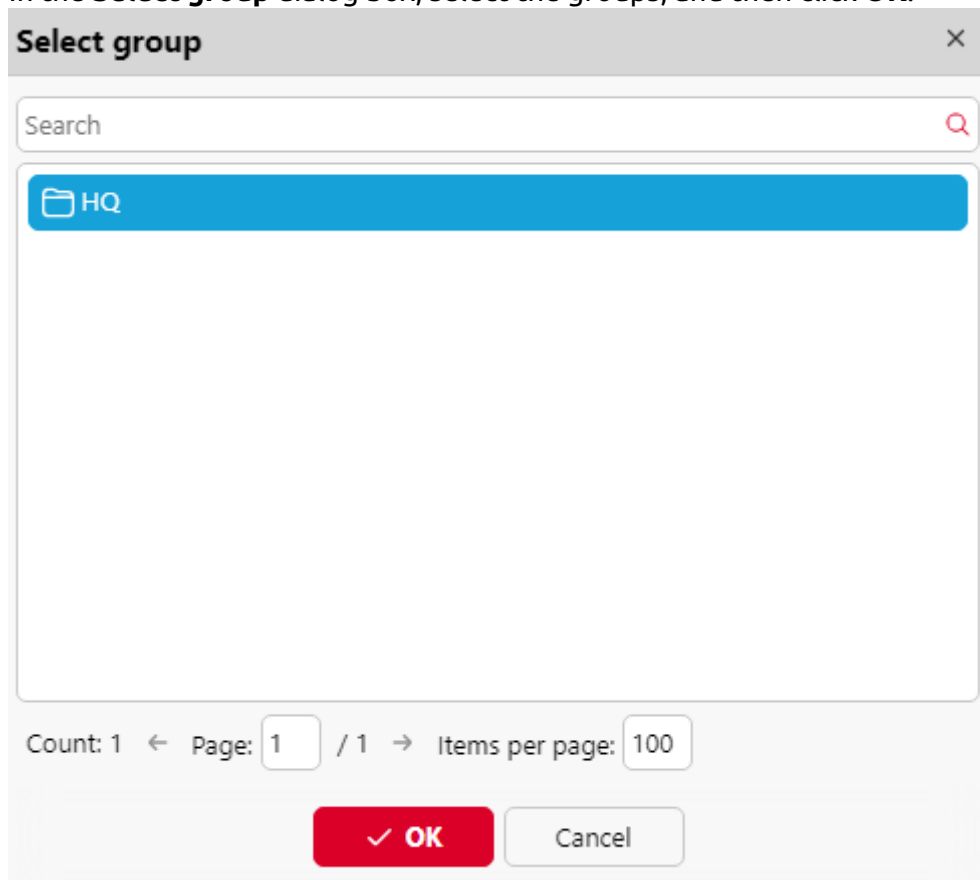 Select group
Search
HQ
Count: 1 ← Page: 1 / 1 → Items per page: 100
OK Cancel